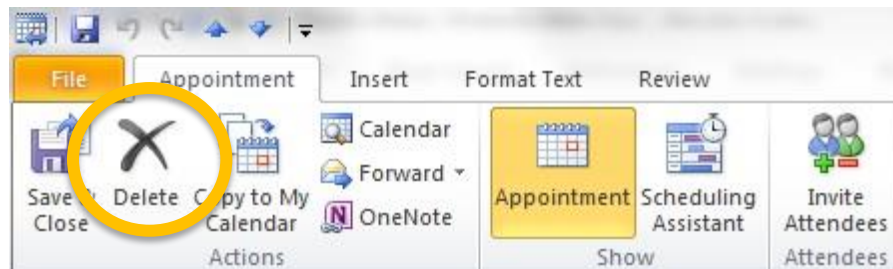 File Appointment Insert Format Text Review
Save & Delete Copy to My Calendar
Close Calendar Forward
OneNote
Appointment Scheduling Assistant
Invite Attendees
Actions Show Attendees